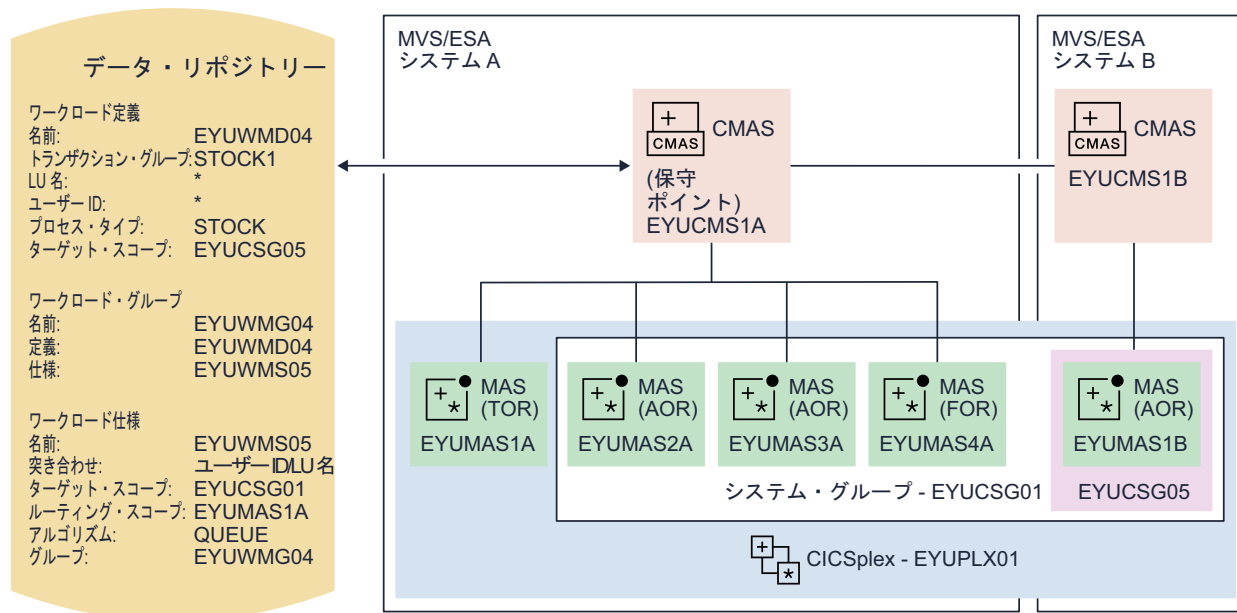 データ・リポジトリー
ワークロード定義
名前: EYUWMD04
トランザクション・グループ: STOCK1
LU 名: *
ユーザー ID: *
プロセス・タイプ: STOCK
ターゲット・スコープ: EYUCSG05
ワークロード・グループ
名前: EYUWMG04
定義: EYUWMD04
仕様: EYUWMS05
ワークロード仕様
名前: EYUWMS05
突き合わせ: ユーザーID/LU 名
ターゲット・スコープ: EYUCSG01
ルーティング・スコープ: EYUMAS1A
アルゴリズム: QUEUE
グループ: EYUWMG04
MVS/ESA
システム A
CMAS
CMAS
(保守
ポイント)
EYUCMS1A
MVS/ESA
システム B
CMAS
CMAS
EYUCMS1B
MAS
(TOR)
EYUMAS1A
MAS
(AOR)
EYUMAS2A
MAS
(AOR)
EYUMAS3A
MAS
(FOR)
EYUMAS4A
MAS
(AOR)
EYUMAS1B
システム・グループ - EYUCSG01
EYUCSG05
CICSplex - EYUPLX01